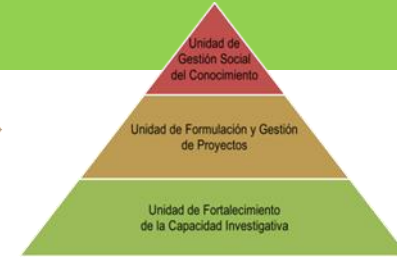 Unidad de
Gestión Social
del Conocimiento
Unidad de Formulación y Gestión
de Proyectos
Unidad de Fortalecimiento
de la Capacidad Investigativa